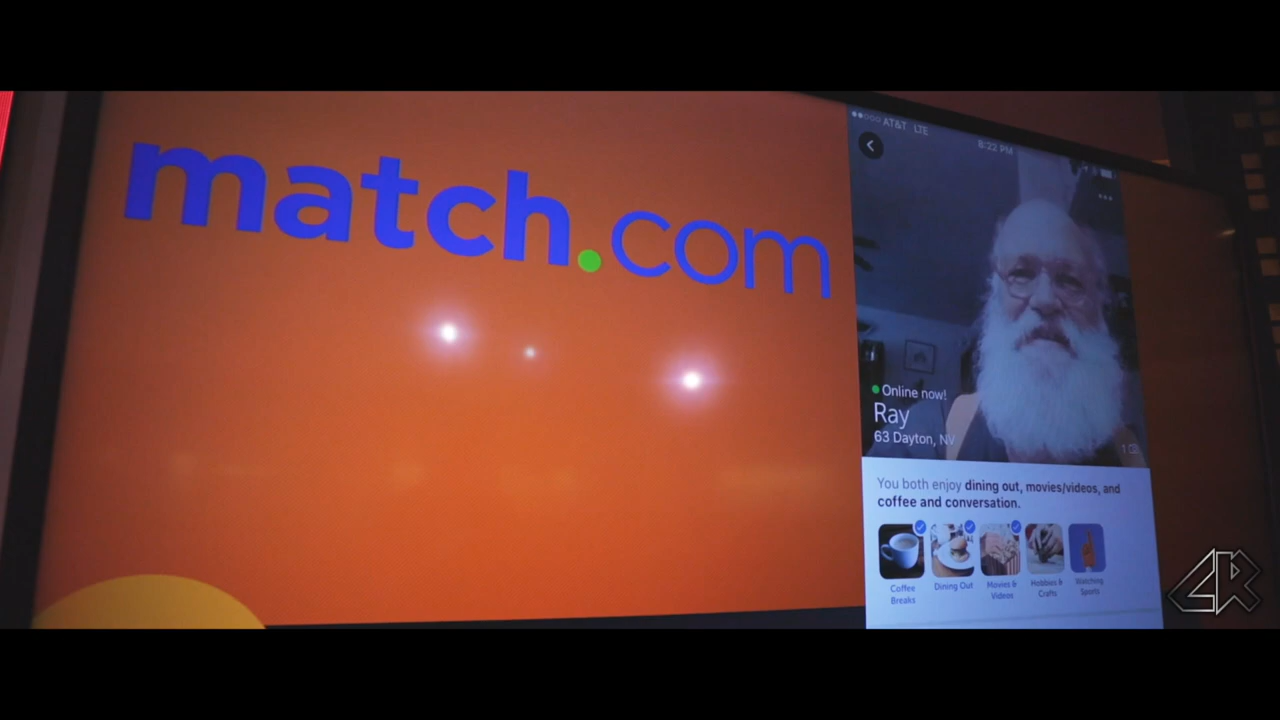 match.com
AT&T LTE
8:22 PM
Online now!
Ray
63 Dayton, NV
1
You both enjoy dining out, movies/videos, and
coffee and conversation.
Coffee
Breaks
Dining Out
Movies &
Videos
Hobbies &
Crafts
Watching
Sports